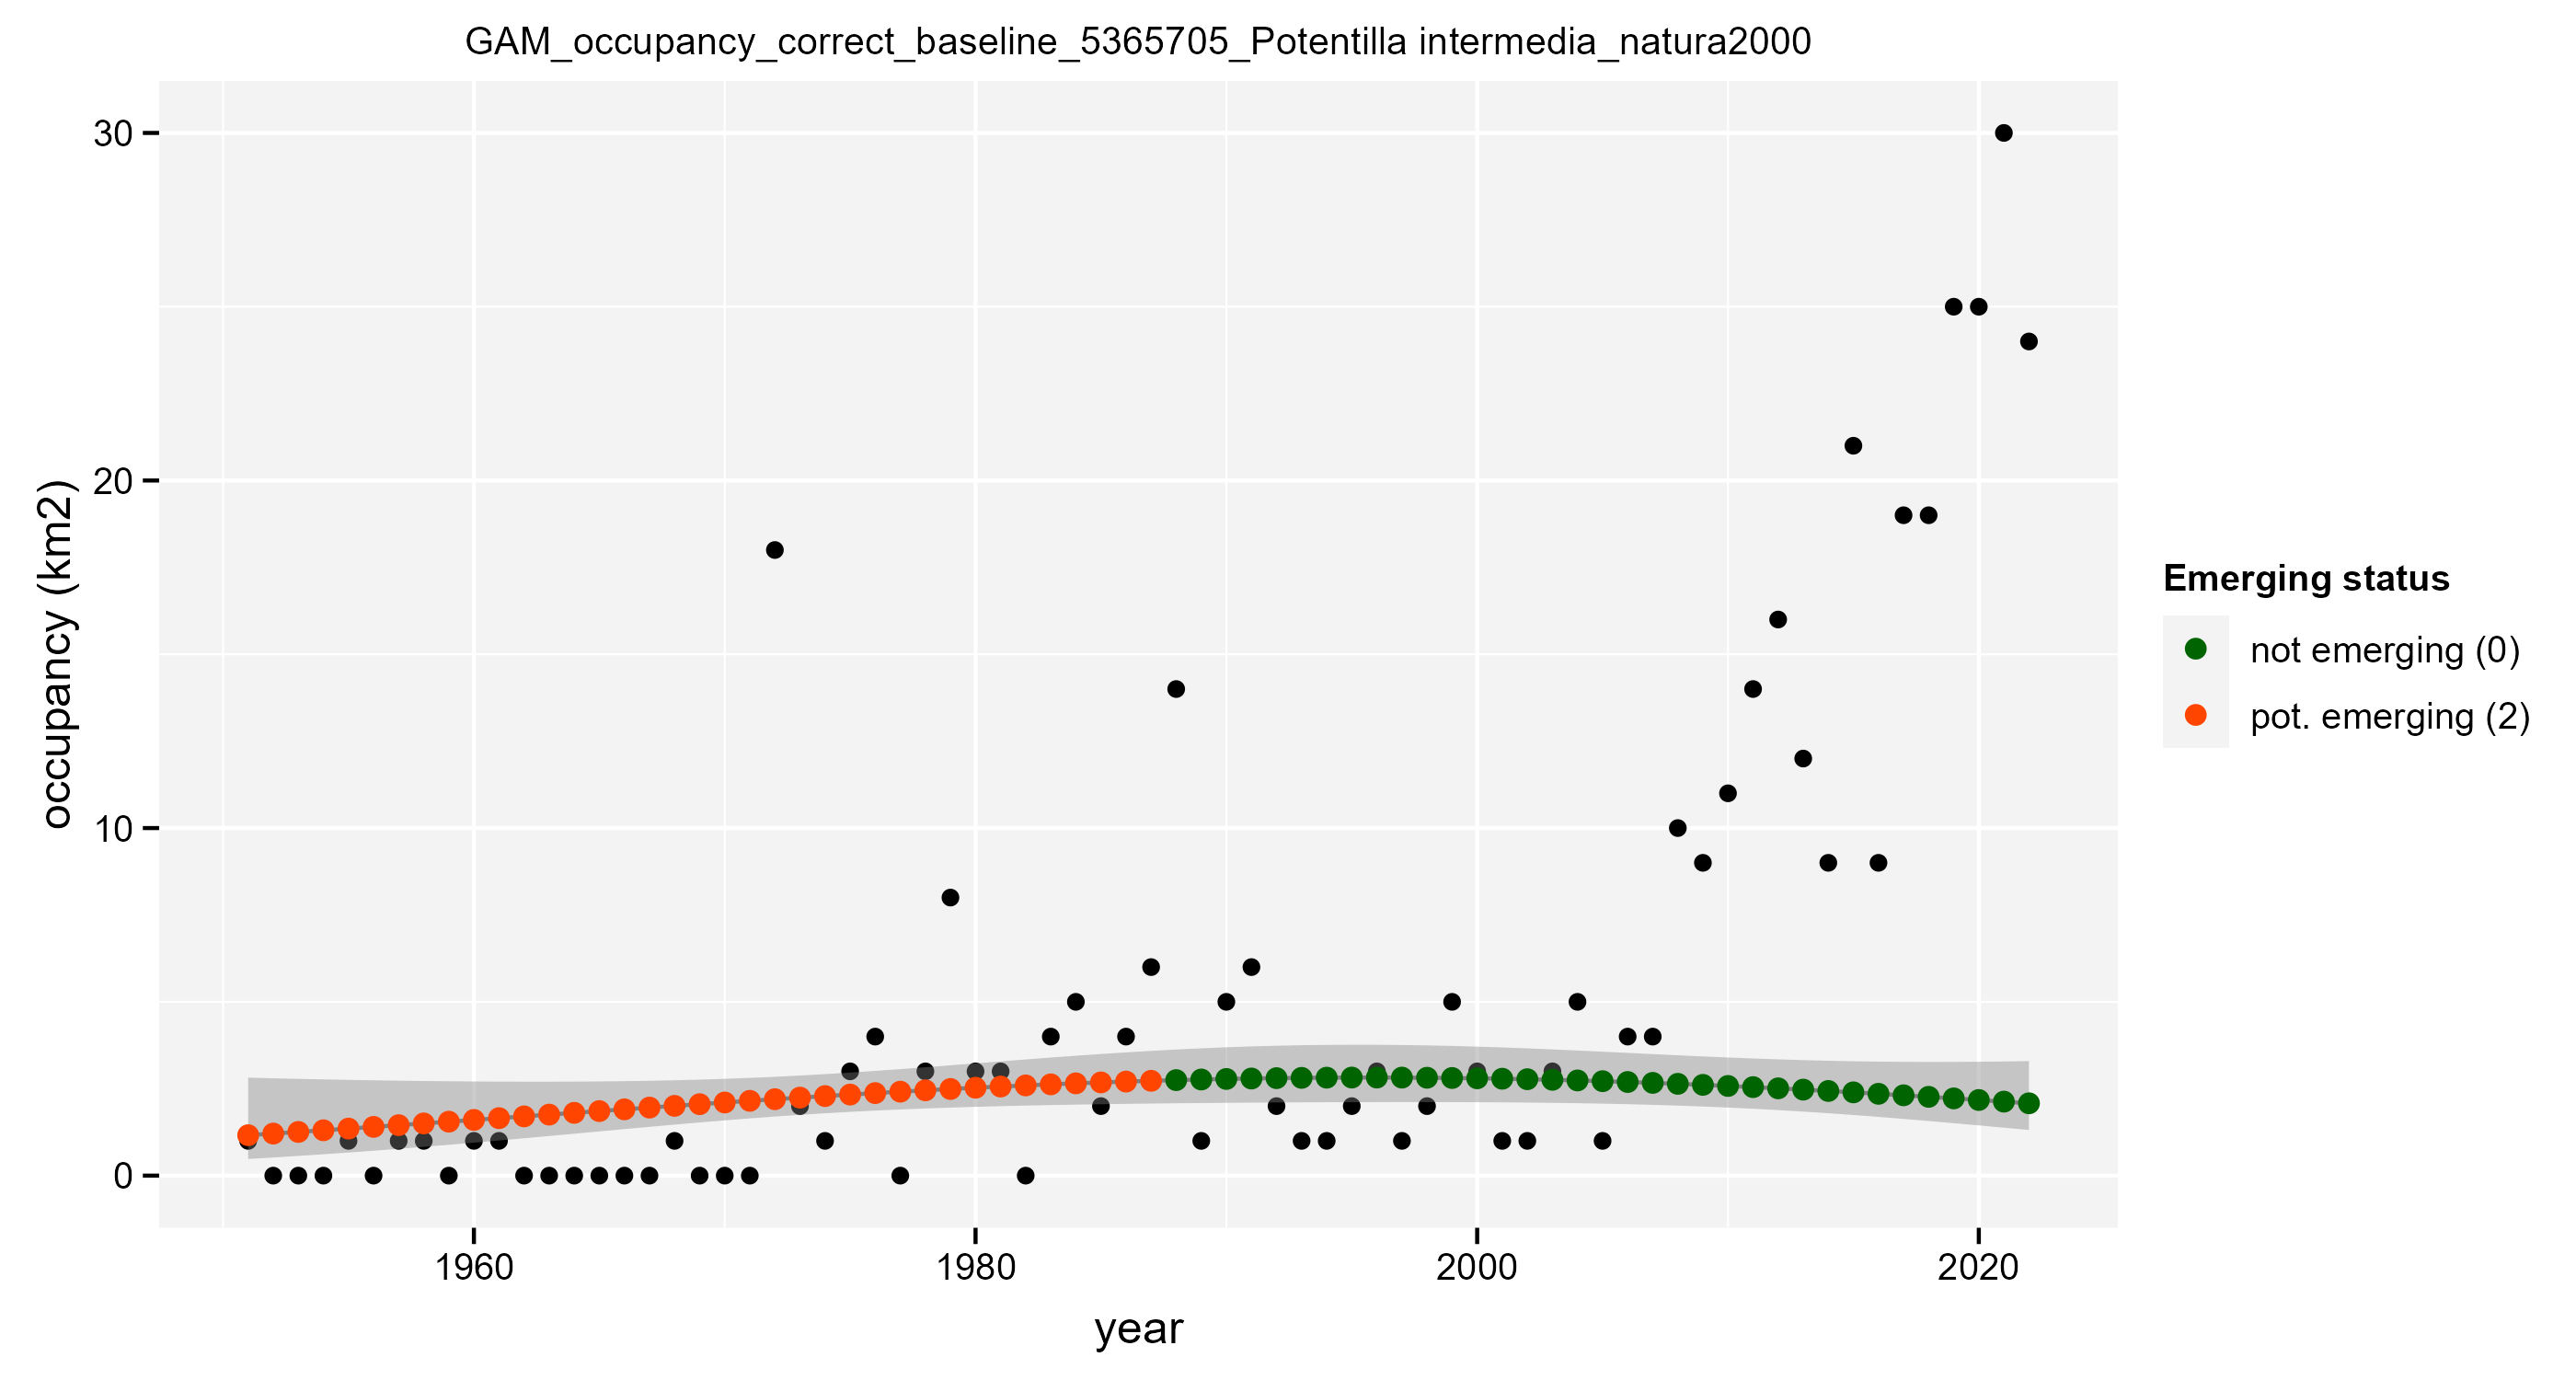 GAM_occupancy_correct_baseline_5365705_Potentilla intermedia_natura2000
30
20
10
0
occupancy (km2)
1960
1980
2000
2020
year
Emerging status
not emerging (0)
pot. emerging (2)